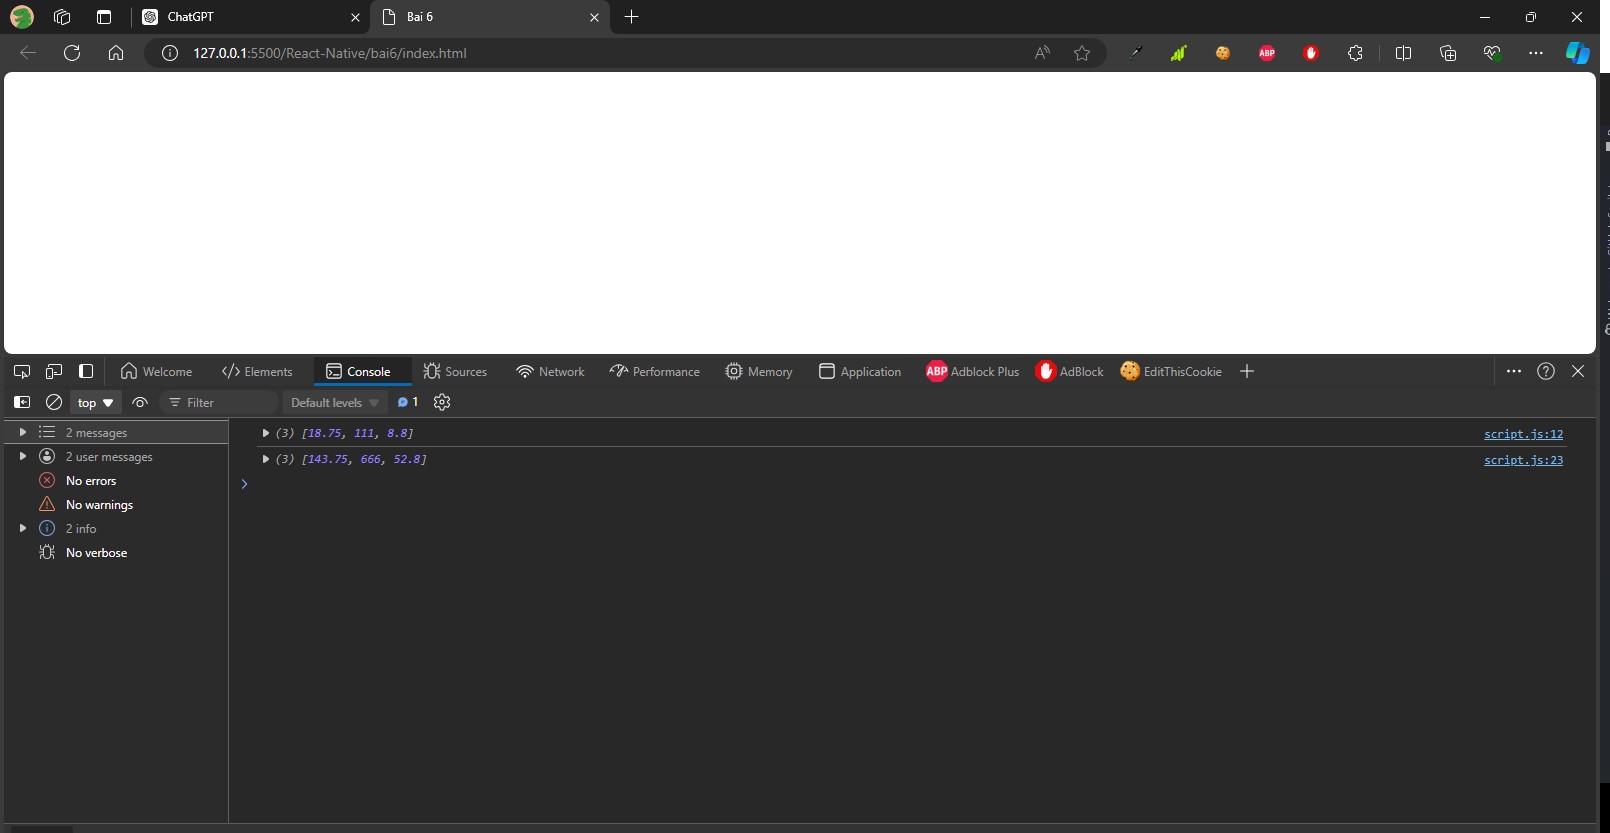 ChatGPT
Bai 6
127.0.0.1:5500/React-Native/bai6/index.html
ABP
Welcome
Elements
Console
Sources
Network
Performance
Memory
Application
ABP Adblock Plus
AdBlock
EditThisCookie
top
Filter
Default levels
1
2 messages
2 user messages
No errors
No warnings
2 info
No verbose
(3) [18.75, 111, 8.8]
script.js:12
(3) [143.75, 666, 52.8]
script.js:23